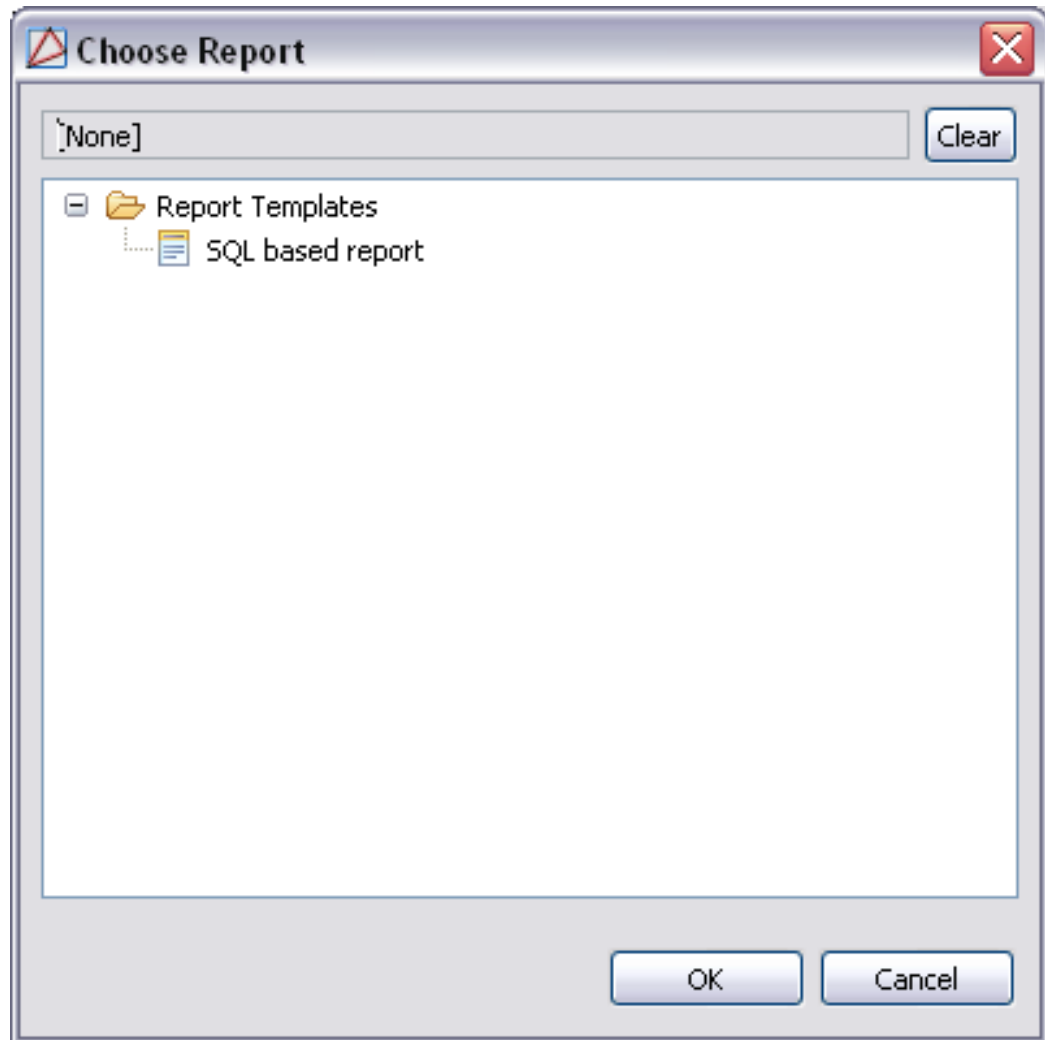 Choose Report
[None]
Clear
Report Templates
SQL based report
OK
Cancel